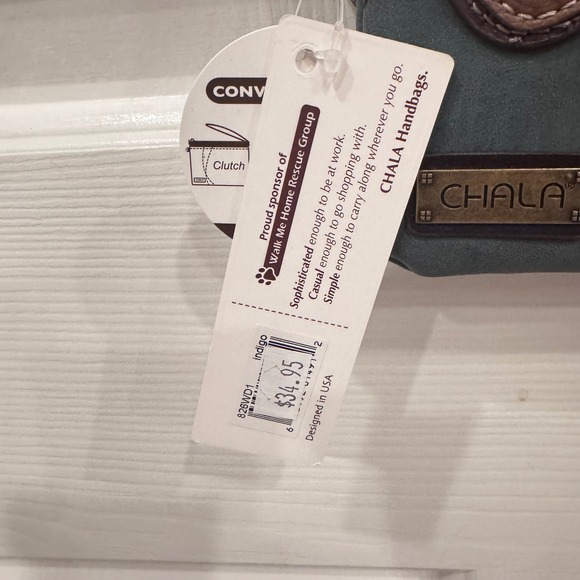 CONV
Clutch
Proud sponsor of
Walk Me Home Rescue Group
Sophisticated enough to be at work.
Casual enough to go shopping with.
Simple enough to carry along wherever you go.
CHALA Handbags.
826WD1 Indigo
$34.95
Designed in USA
CHALA®